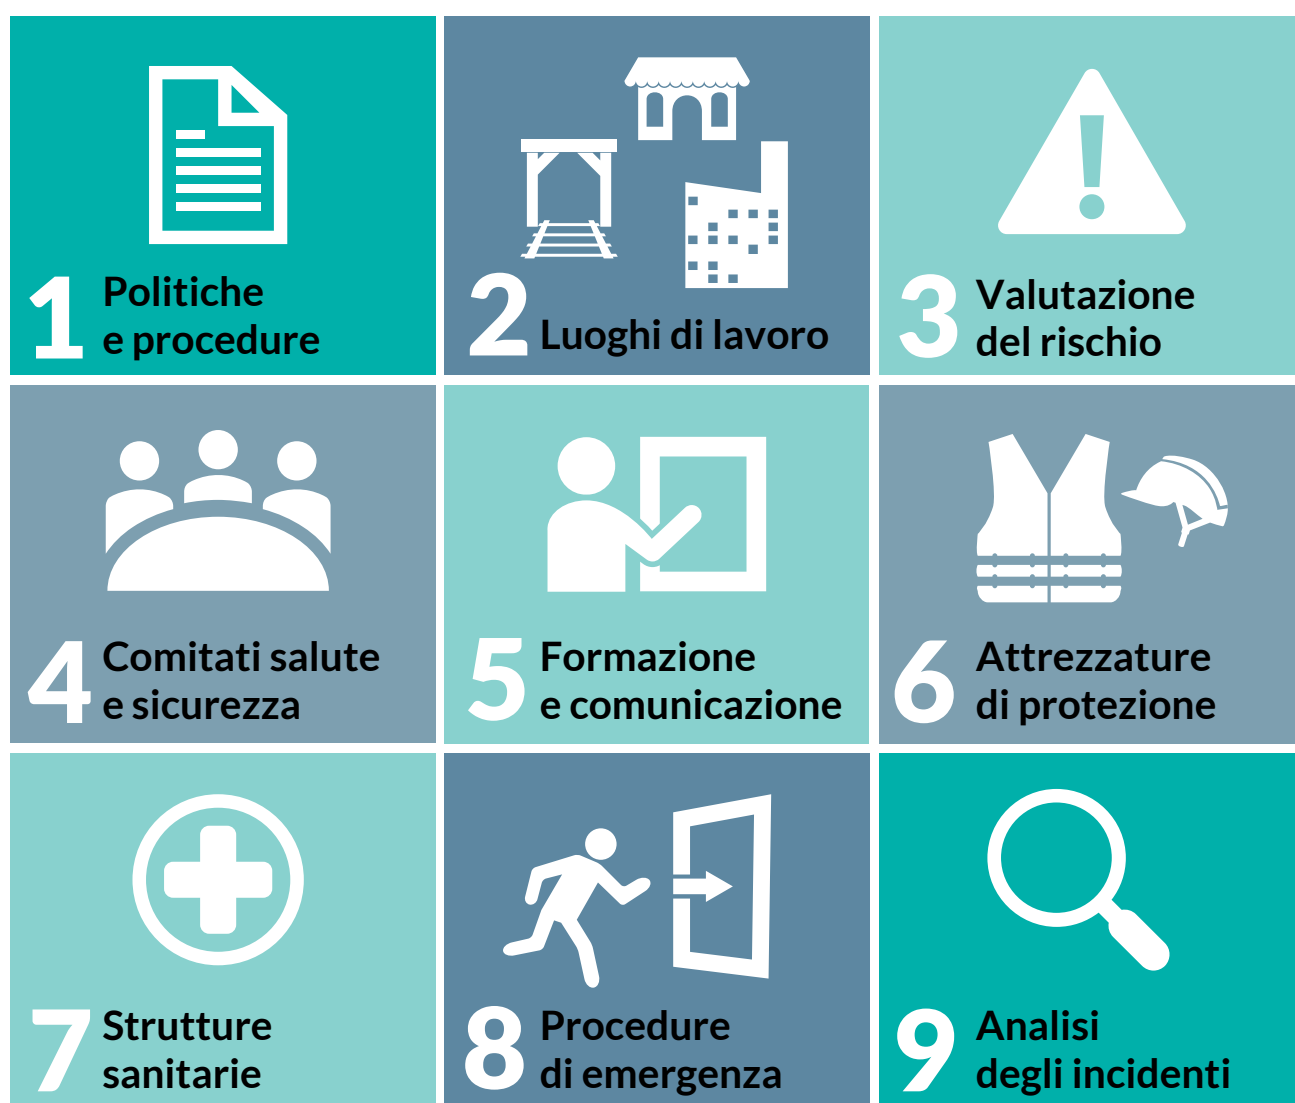 1 Politiche
e procedure
2 Luoghi di lavoro
3 Valutazione
del rischio
4 Comitati salute
e sicurezza
5 Formazione
e comunicazione
6 Attrezzature
di protezione
7 Strutture
sanitarie
8 Procedure
di emergenza
9 Analisi
degli incidenti